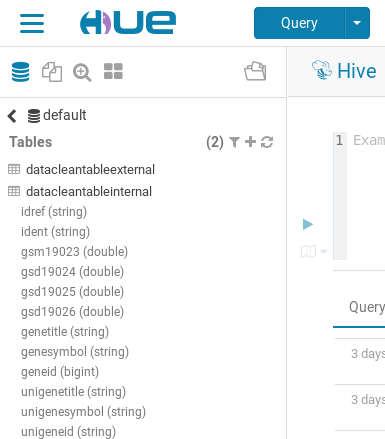 HUE
Query
Hive
default
Tables (2)
1 Exam
datacleantableexternal
datacleantableinternal
idref (string)
ident (string)
gsm19023 (double)
gsd19024 (double)
gsd19025 (double)
gsd19026 (double)
genetitle (string)
Query
genesymbol (string)
3 days
geneid (bigint)
unigenetitle (string)
3 days
unigenesymbol (string)
unigeneid (string)